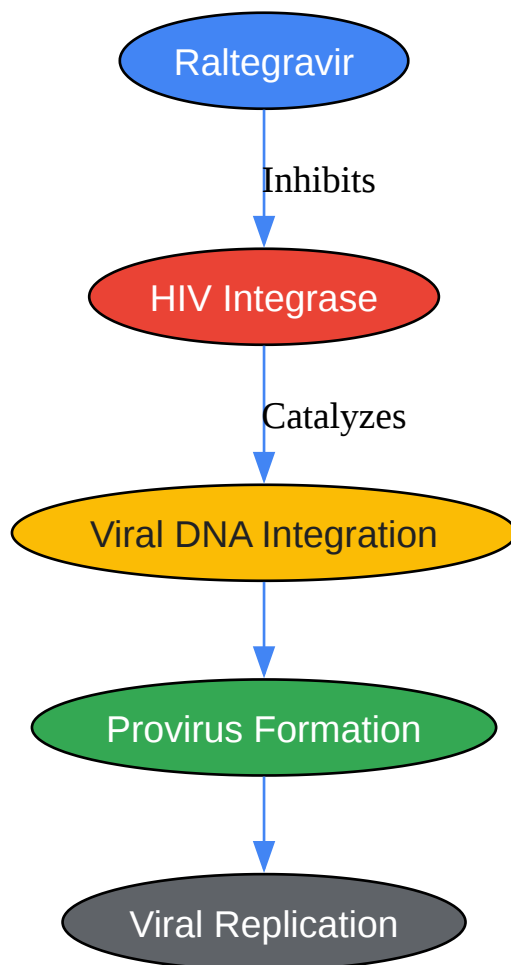 Raltegravir
Inhibits
HIV Integrase
Catalyzes
Viral DNA Integration
Provirus Formation
Viral Replication